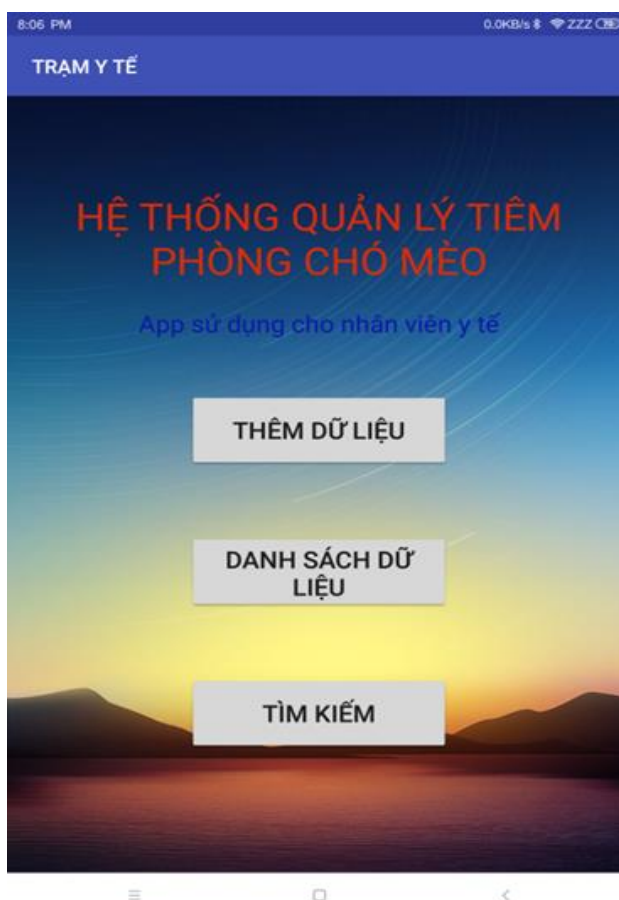 8:06 PM 0.0KB/s ZZZ
TRẠM Y TẾ
HỆ THỐNG QUẢN LÝ TIÊM
PHÒNG CHÓ MÈO
App sử dụng cho nhân viên y tế
THÊM DỮ LIỆU
DANH SÁCH DỮ
LIỆU
TÌM KIẾM